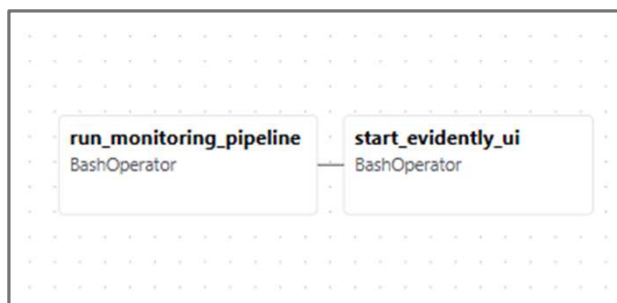 run_monitoring_pipeline
BashOperator
start_evidently_ui
BashOperator